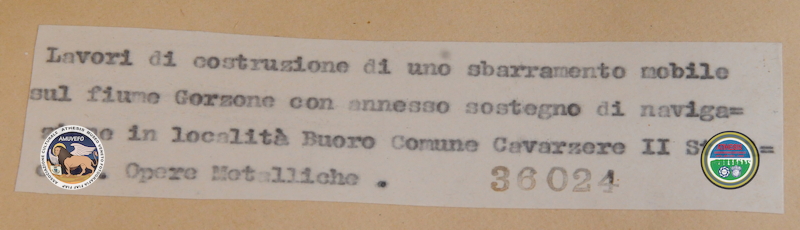 Lavori di costruzione di uno sbarramento mobile
sul fiume Gorzone con annesso sostegno di naviga=
in località Buoro Comune Cavarzere II
Opere Metalliche . 36024
AMUVEFO